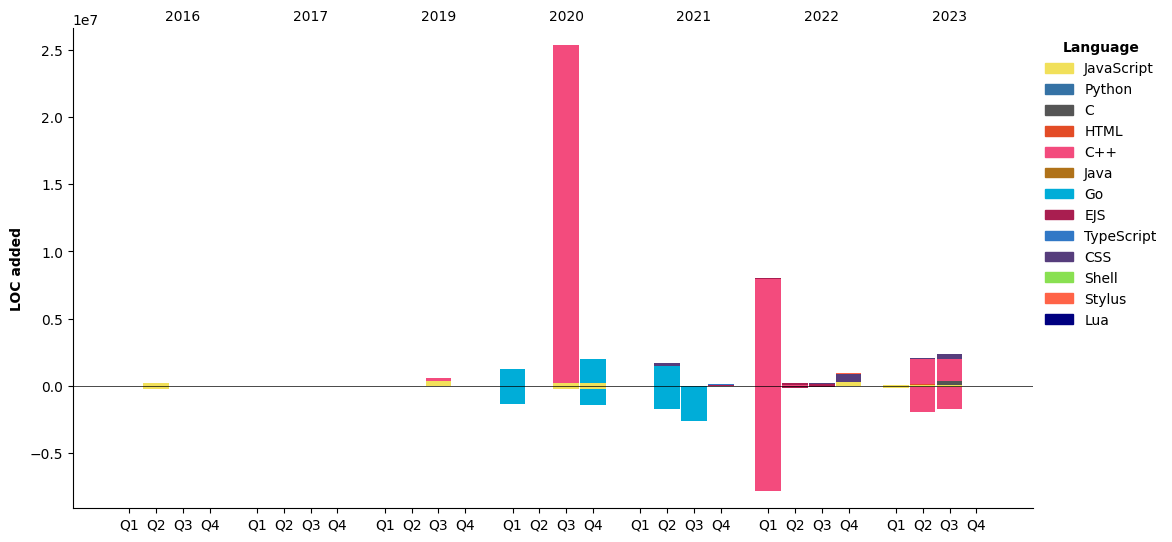 1e7
2016 2017 2019 2020 2021 2022 2023
LOC added
2.5
2.0
1.5
1.0
0.5
0.0
−0.5
Q1 Q2 Q3 Q4 Q1 Q2 Q3 Q4 Q1 Q2 Q3 Q4 Q1 Q2 Q3 Q4 Q1 Q2 Q3 Q4 Q1 Q2 Q3 Q4 Q1 Q2 Q3 Q4
Language
JavaScript
Python
C
HTML
C++
Java
Go
EJS
TypeScript
CSS
Shell
Stylus
Lua